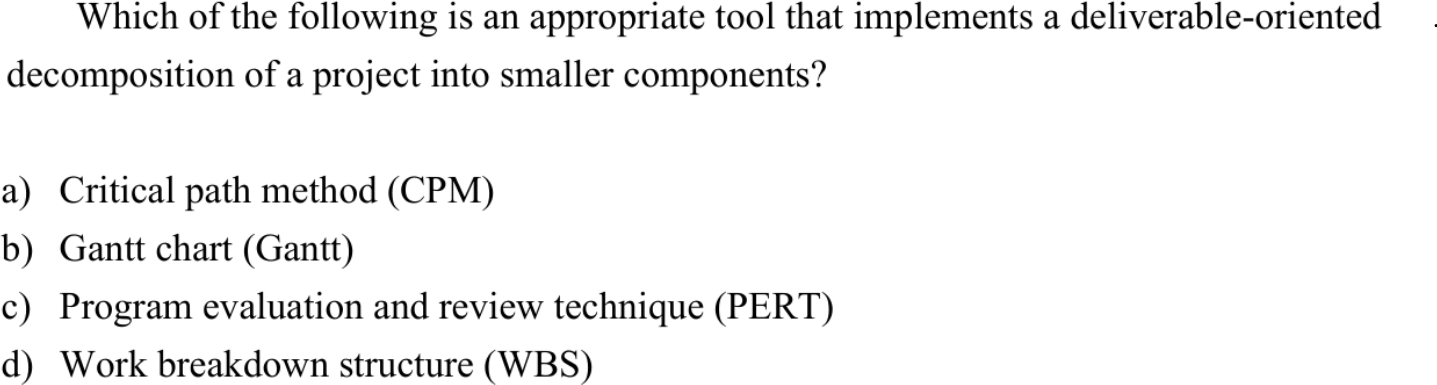 Which of the following is an appropriate tool that implements a deliverable-oriented
decomposition of a project into smaller components?
a) Critical path method (CPM)
b) Gantt chart (Gantt)
c) Program evaluation and review technique (PERT)
d) Work breakdown structure (WBS)